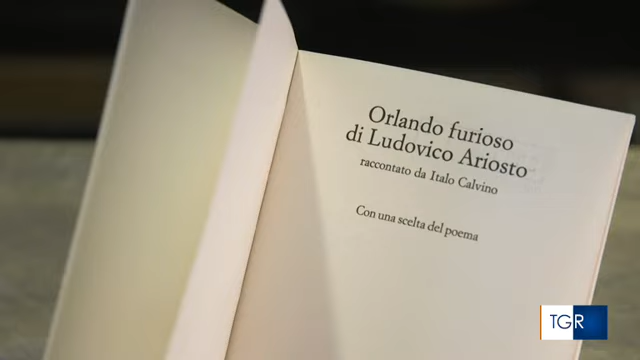 Orlando furioso
di Ludovico Ariosto
raccontato da Italo Calvino
Con una scelta del poema
TGR